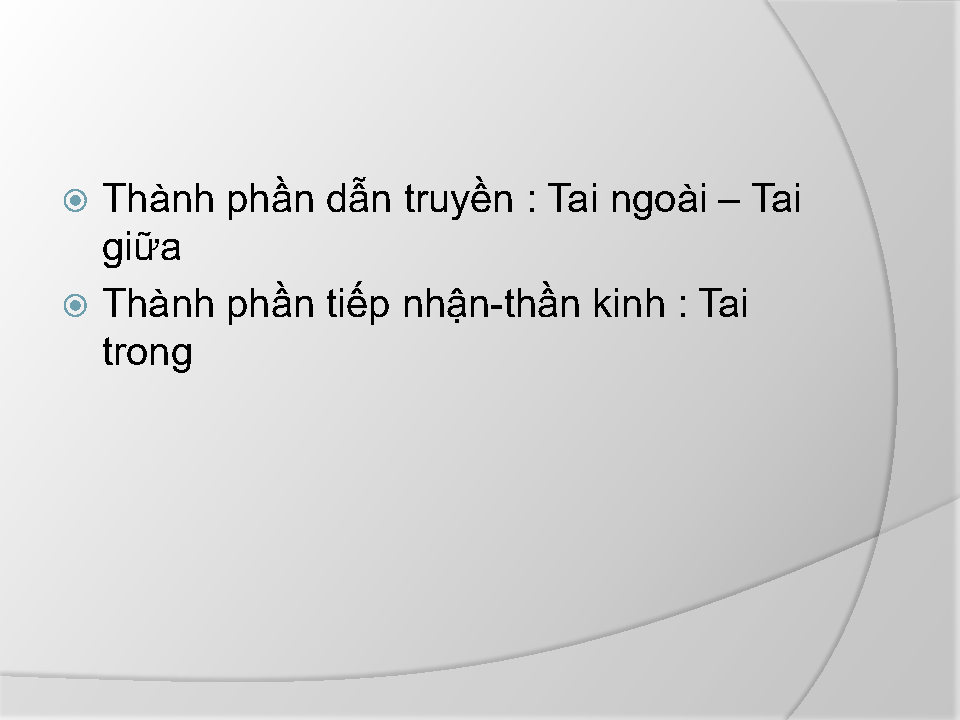 Thành phần dẫn truyền : Tai ngoài – Tai
giữa
Thành phần tiếp nhận-thần kinh : Tai
trong